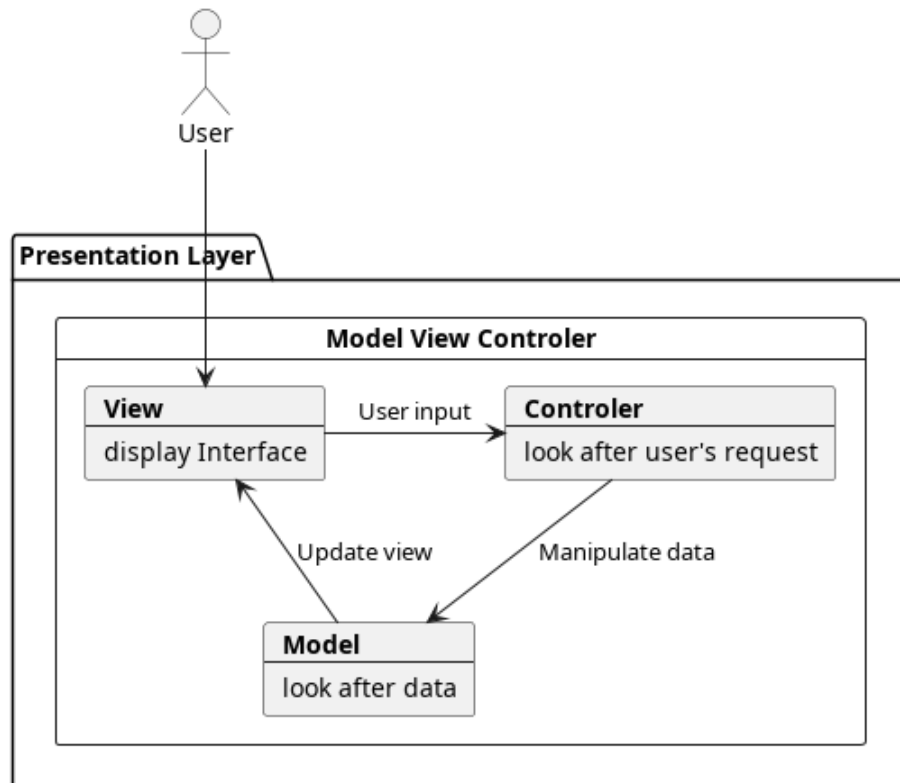 User
Presentation Layer
Model View Controler
View
display Interface
User input
Controler
look after user's request
Update view
Manipulate data
Model
look after data